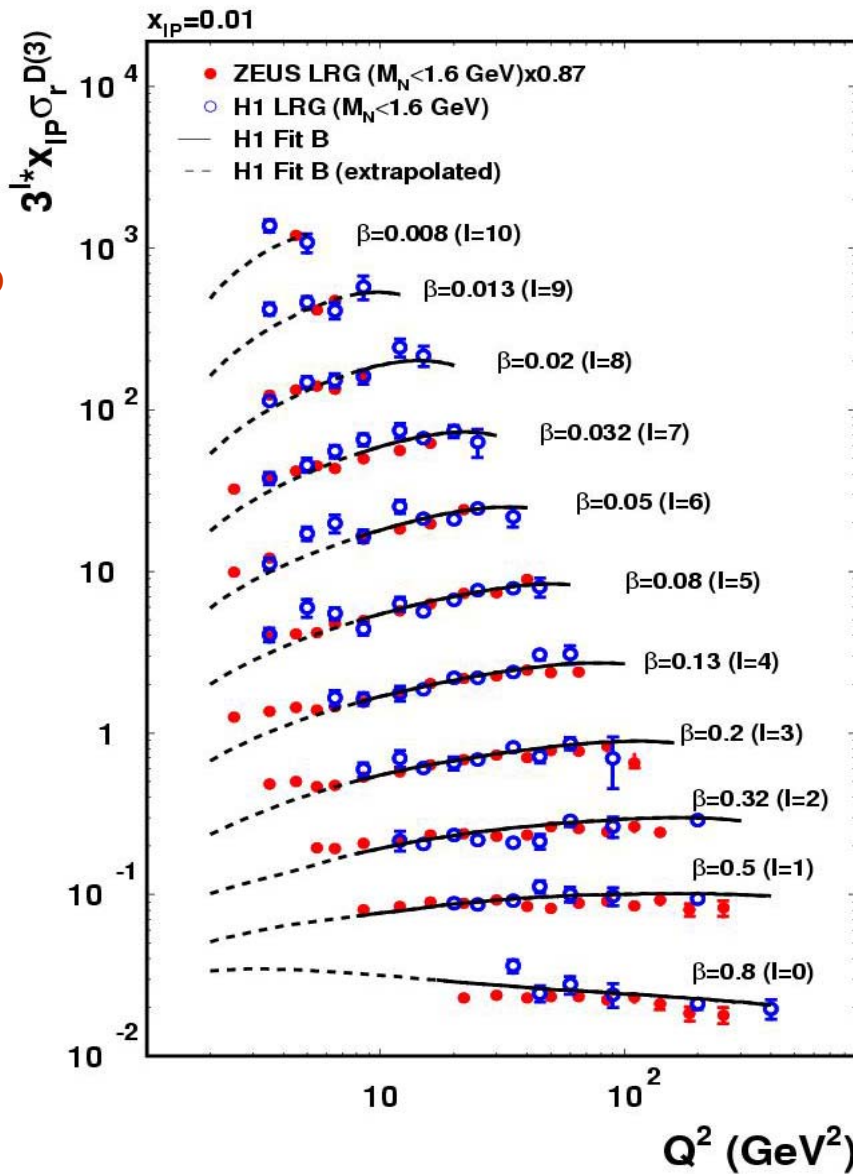 x_IP=0.01
3^l* x_IP σ_r^D(3)
ZEUS LRG (M_N<1.6 GeV)x0.87
H1 LRG (M_N<1.6 GeV)
H1 Fit B
H1 Fit B (extrapolated)
10^4
10^3
10^2
10
1
10^-1
10^-2
β=0.008 (l=10)
β=0.013 (l=9)
β=0.02 (l=8)
β=0.032 (l=7)
β=0.05 (l=6)
β=0.08 (l=5)
β=0.13 (l=4)
β=0.2 (l=3)
β=0.32 (l=2)
β=0.5 (l=1)
β=0.8 (l=0)
10
10^2
Q^2 (GeV^2)